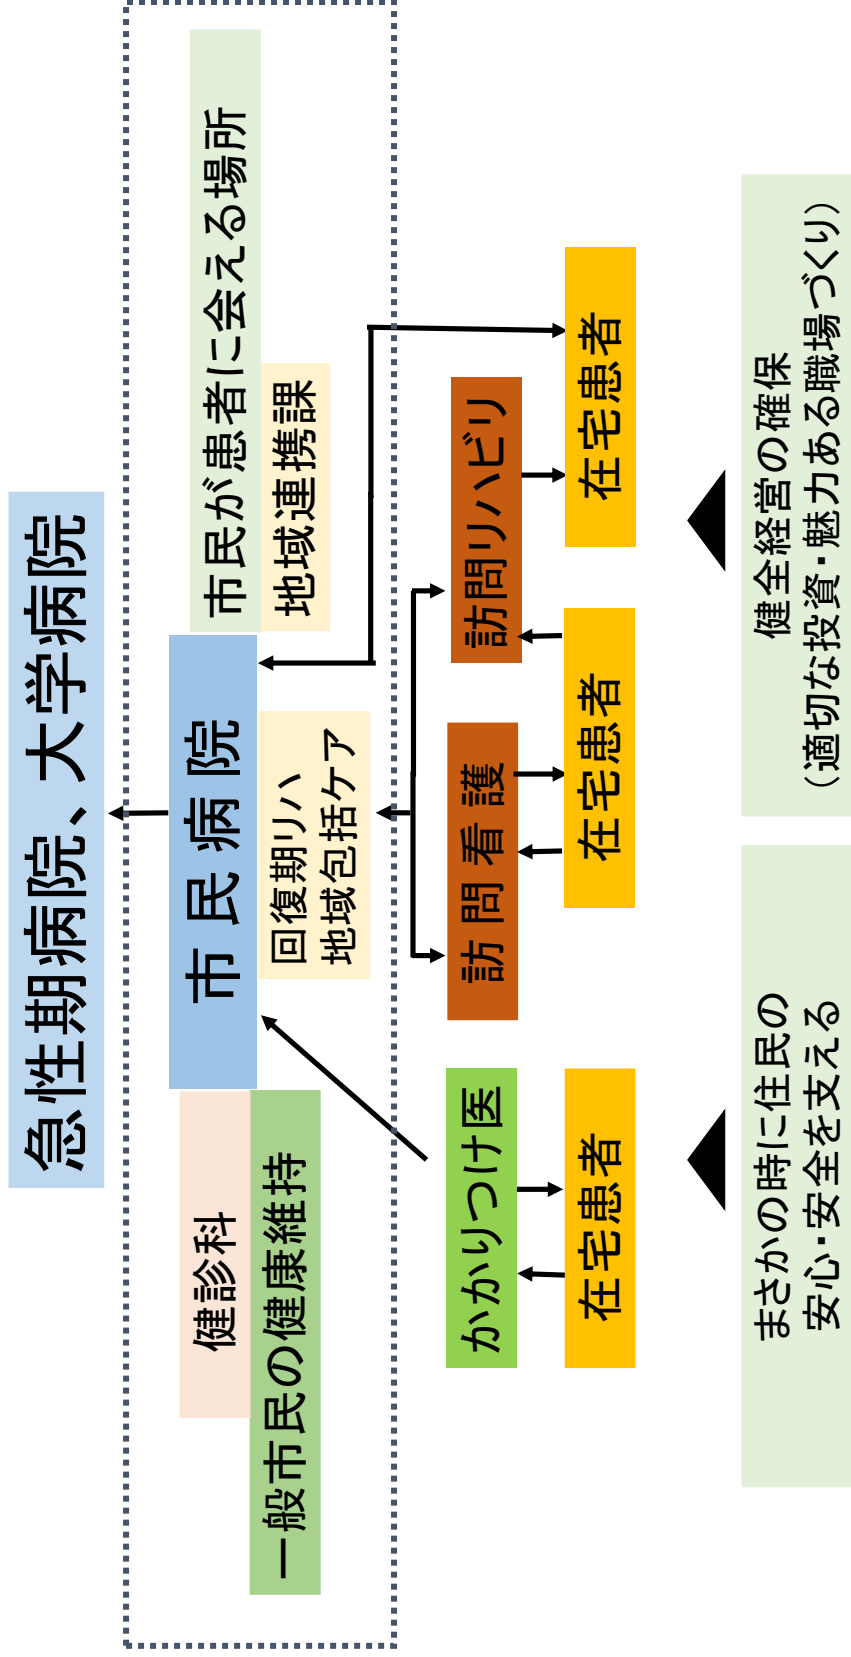 急性期病院、大学病院
健診科
一般市民の健康維持
市民病院
回復期リハ
地域包括ケア
市民が患者に会える場所
地域連携課
かかりつけ医
訪問看護
訪問リハビリ
在宅患者
在宅患者
在宅患者
まさかの時に住民の
安心・安全を支える
健全経営の確保
（適切な投資・魅力ある職場づくり）